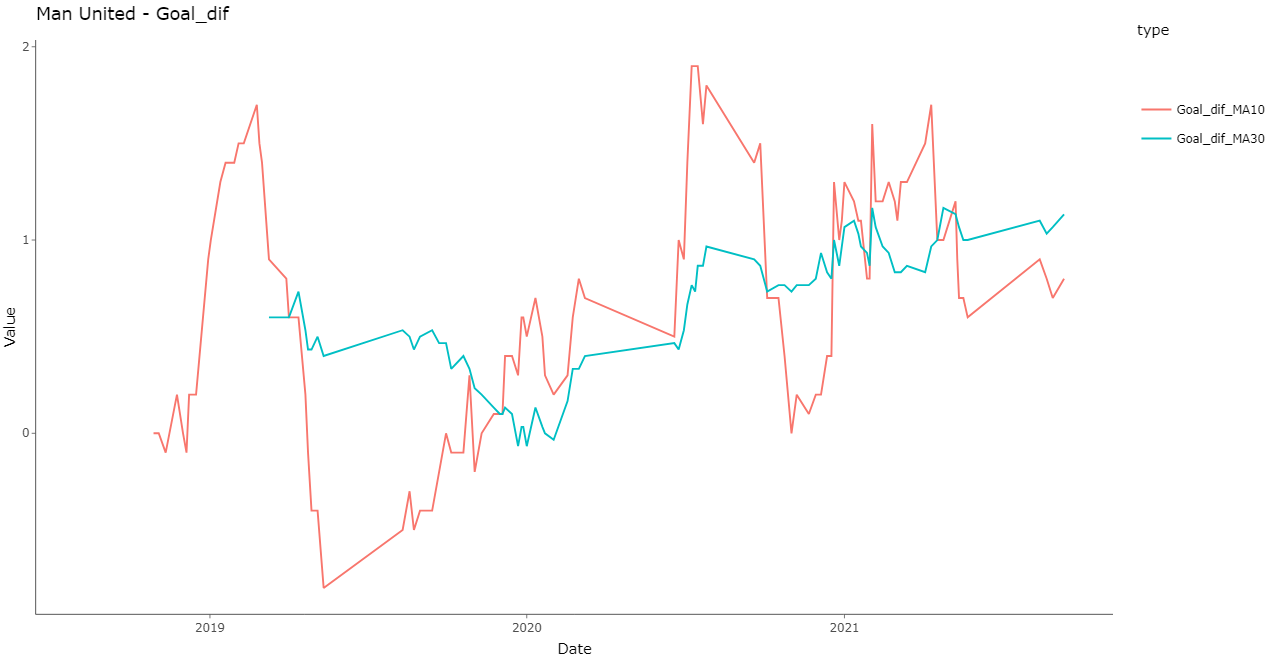 Man United - Goal_dif
type
Goal_dif_MA10
Goal_dif_MA30
2
1
0
Value
2019
2020
2021
Date